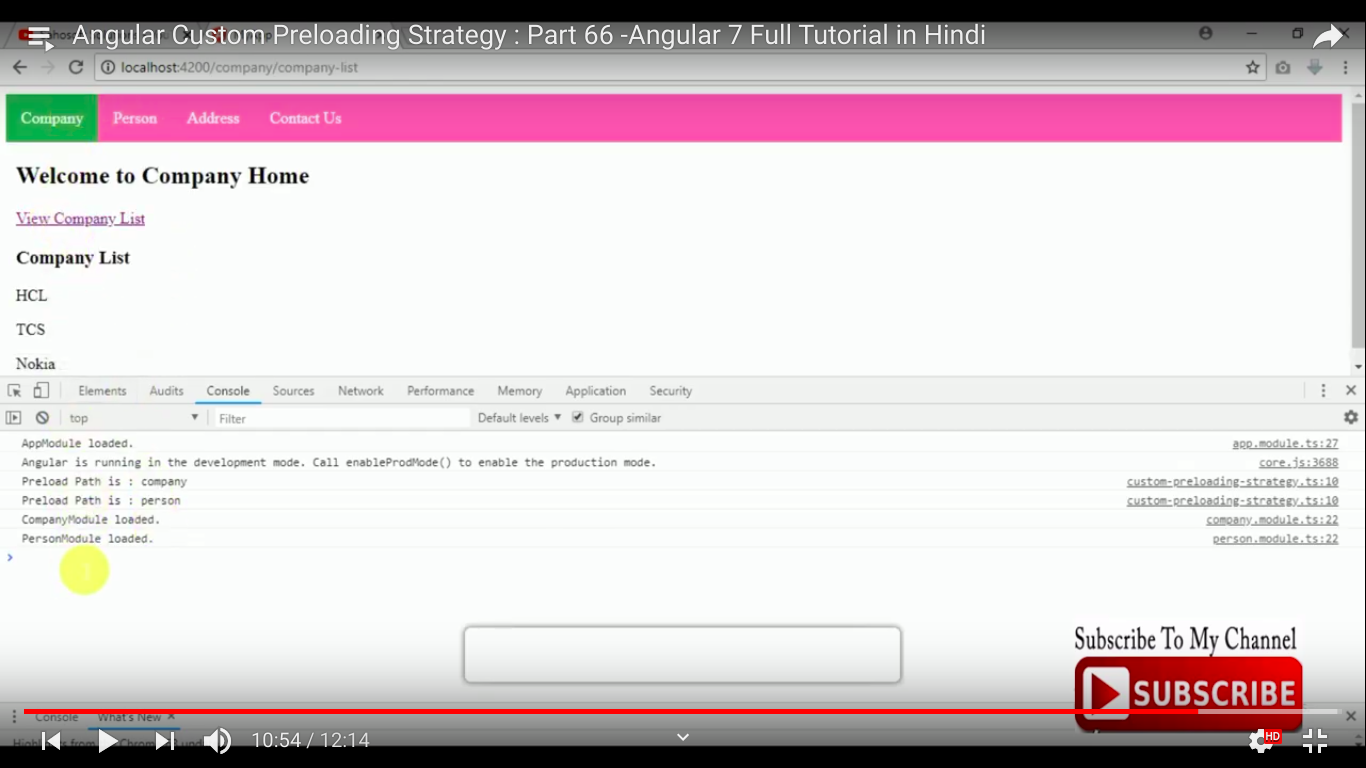 Angular Custom Preloading Strategy : Part 66 -Angular 7 Full Tutorial in Hindi
localhost:4200/company/company-list
Company Person Address Contact Us
Welcome to Company Home
View Company List
Company List
HCL
TCS
Nokia
Elements Audits Console Sources Network Performance Memory Application Security
top Filter Default levels Group similar
AppModule loaded. app.module.ts:27
Angular is running in the development mode. Call enableProdMode() to enable the production mode. core.js:3688
Preload Path is : company custom-preloading-strategy.ts:10
Preload Path is : person custom-preloading-strategy.ts:10
CompanyModule loaded. company.module.ts:22
PersonModule loaded. person.module.ts:22
Subscribe To My Channel
SUBSCRIBE
Console What's New
10:54 / 12:14 HD